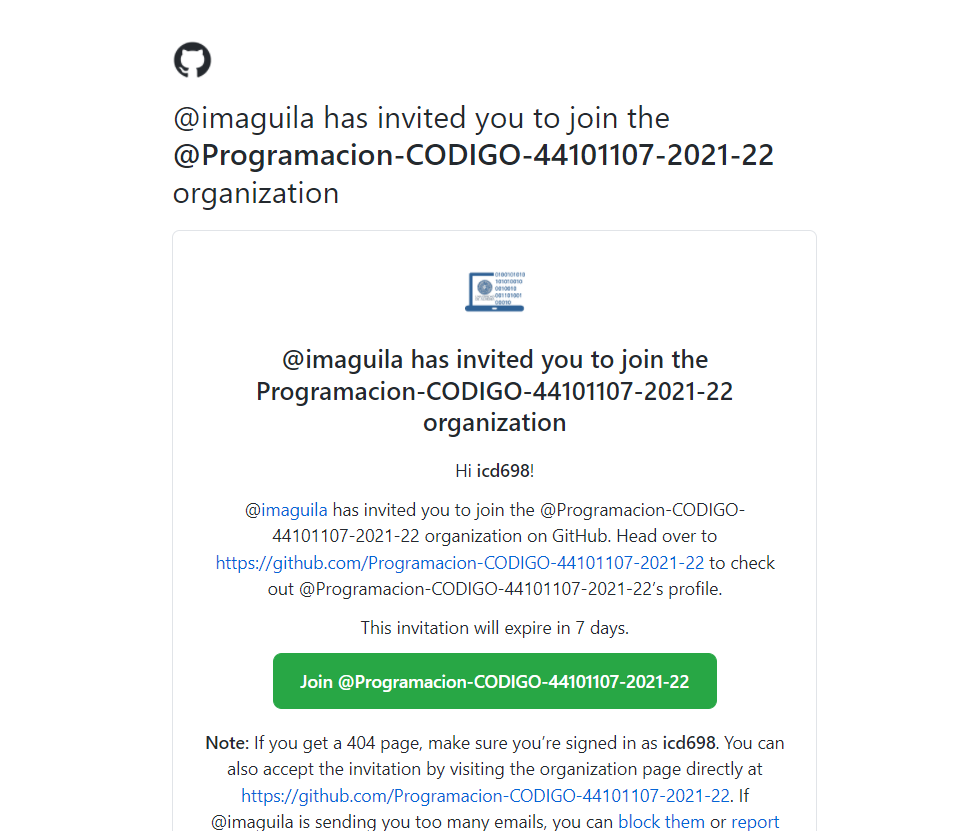 @imaguila has invited you to join the
@Programacion-CODIGO-44101107-2021-22
organization
@imaguila has invited you to join the
Programacion-CODIGO-44101107-2021-22
organization
Hi icd698!
@imaguila has invited you to join the @Programacion-CODIGO-
44101107-2021-22 organization on GitHub. Head over to
https://github.com/Programacion-CODIGO-44101107-2021-22 to check
out @Programacion-CODIGO-44101107-2021-22’s profile.
This invitation will expire in 7 days.
Join @Programacion-CODIGO-44101107-2021-22
Note: If you get a 404 page, make sure you’re signed in as icd698. You can
also accept the invitation by visiting the organization page directly at
https://github.com/Programacion-CODIGO-44101107-2021-22. If
@imaguila is sending you too many emails, you can block them or report